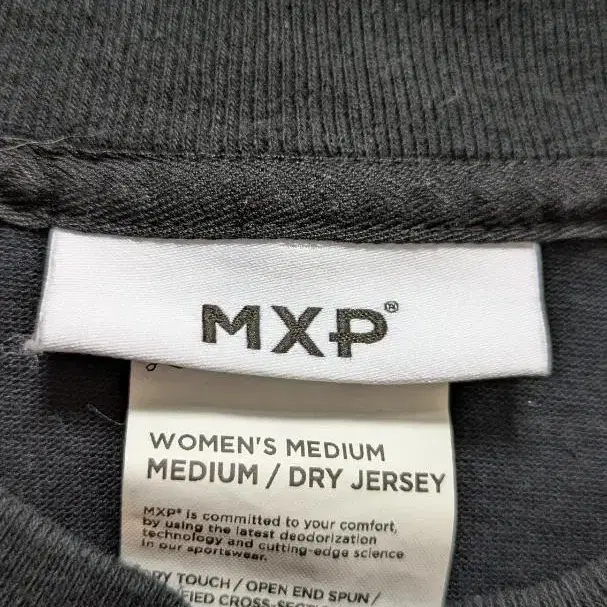 MXP®
WOMEN'S MEDIUM
MEDIUM / DRY JERSEY
MXP® is committed to your comfort,
by using the latest deodorization
technology and cutting-edge science
in our sportswear.
TOUCH / OPEN END SPUN /